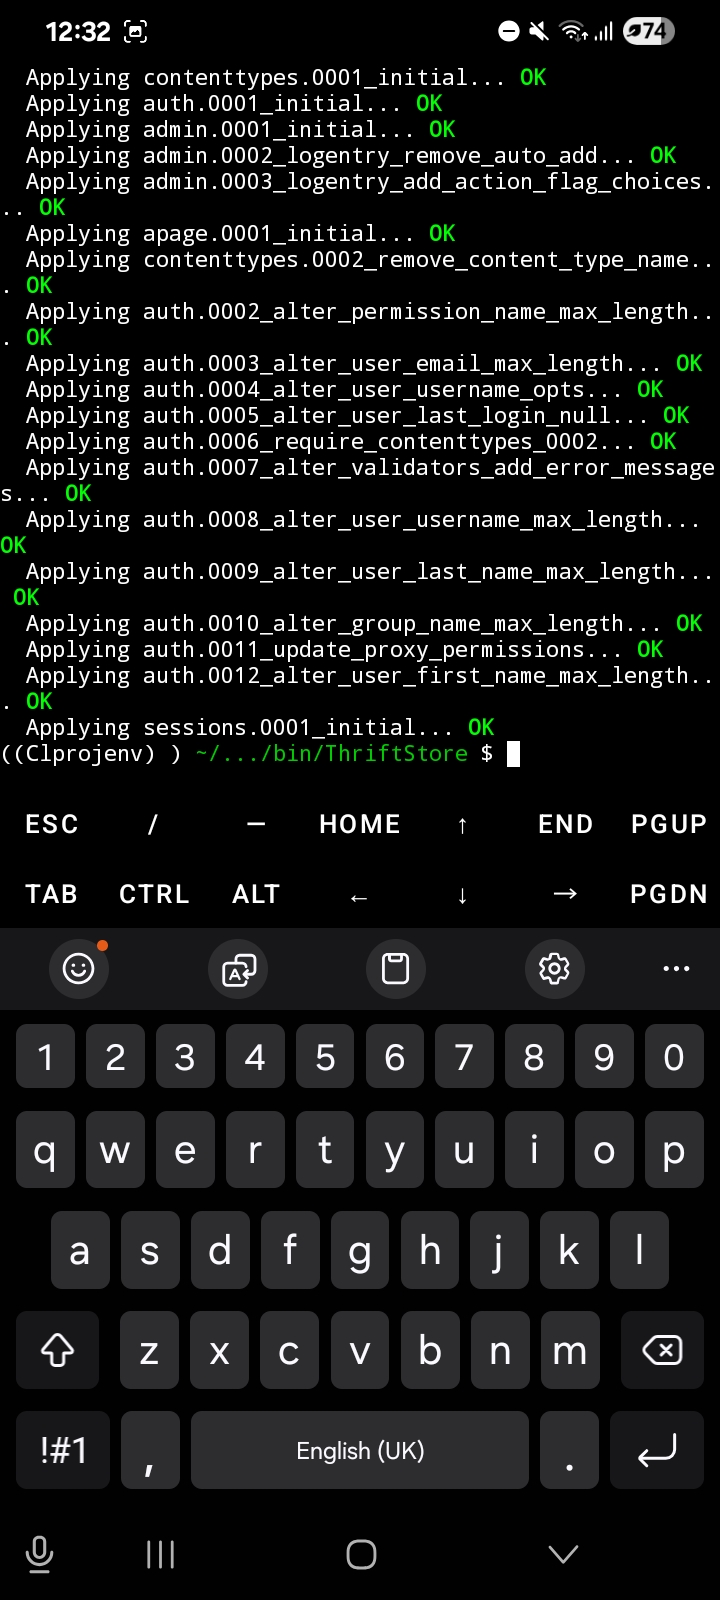 12:32 74
Applying contenttypes.0001_initial... OK
Applying auth.0001_initial... OK
Applying admin.0001_initial... OK
Applying admin.0002_logentry_remove_auto_add... OK
Applying admin.0003_logentry_add_action_flag_choices.
.. OK
Applying apage.0001_initial... OK
Applying contenttypes.0002_remove_content_type_name..
. OK
Applying auth.0002_alter_permission_name_max_length..
. OK
Applying auth.0003_alter_user_email_max_length... OK
Applying auth.0004_alter_user_username_opts... OK
Applying auth.0005_alter_user_last_login_null... OK
Applying auth.0006_require_contenttypes_0002... OK
Applying auth.0007_alter_validators_add_error_message
s... OK
Applying auth.0008_alter_user_username_max_length...
OK
Applying auth.0009_alter_user_last_name_max_length...
OK
Applying auth.0010_alter_group_name_max_length... OK
Applying auth.0011_update_proxy_permissions... OK
Applying auth.0012_alter_user_first_name_max_length..
. OK
Applying sessions.0001_initial... OK
((Clprojenv) ) ~/.../bin/ThriftStore $
ESC / — HOME ↑ END PGUP
TAB CTRL ALT ← ↓ → PGDN
A
1 2 3 4 5 6 7 8 9 0
q w e r t y u i o p
a s d f g h j k l
z x c v b n m
!#1 , English (UK) .